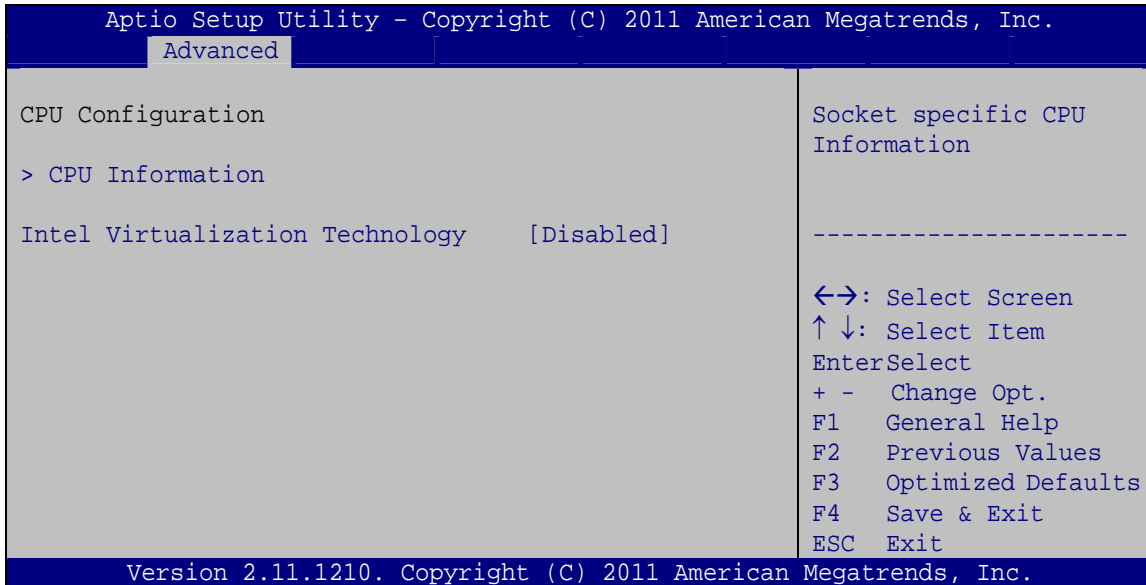 Aptio Setup Utility – Copyright (C) 2011 American Megatrends, Inc.
Advanced
CPU Configuration
> CPU Information
Intel Virtualization Technology [Disabled]
Socket specific CPU
Information
----------------------
←→: Select Screen
↑ ↓: Select Item
EnterSelect
+ - Change Opt.
F1 General Help
F2 Previous Values
F3 Optimized Defaults
F4 Save & Exit
ESC Exit
Version 2.11.1210. Copyright (C) 2011 American Megatrends, Inc.